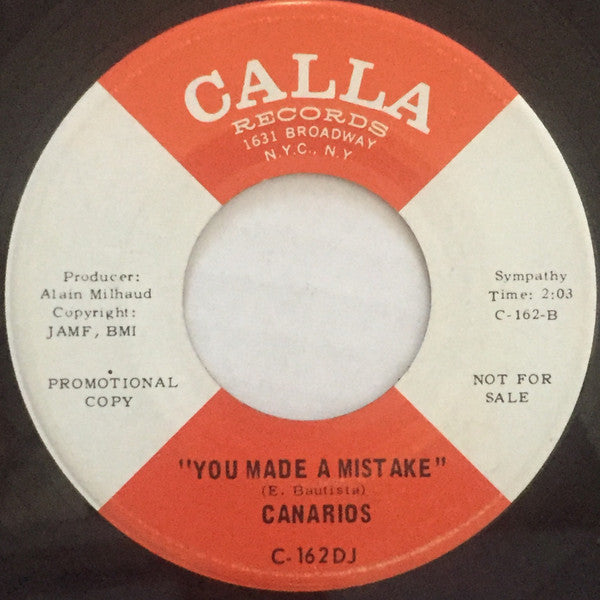 CALLA
RECORDS
1631 BROADWAY
N.Y.C., N.Y
Producer:
Alain Milhaud
Copyright:
JAMF, BMI
PROMOTIONAL
COPY
Sympathy
Time: 2:03
C-162-B
NOT FOR
SALE
"YOU MADE A MISTAKE"
(E. Bautista)
CANARIOS
C-162DJ